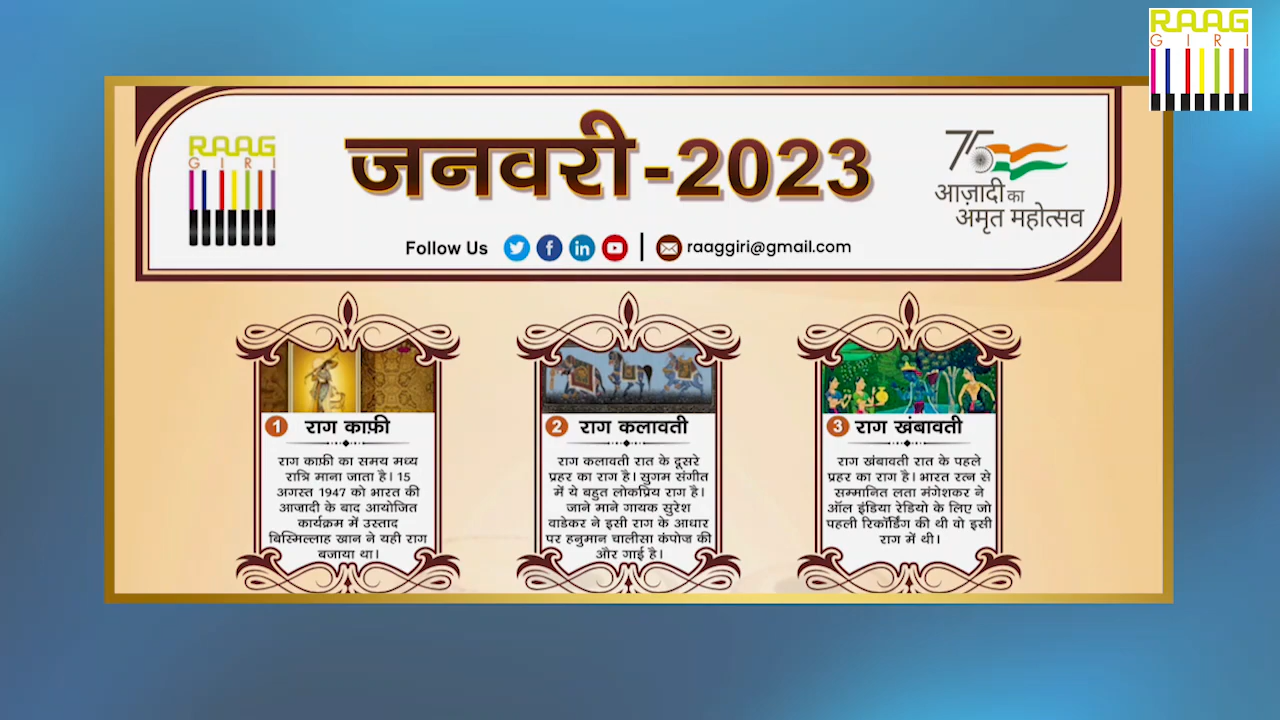 RAAG
GIRI
RAAG
GIRI
जनवरी-2023
75
आज़ादी का
अमृत महोत्सव
Follow Us
raaggiri@gmail.com
1 राग काफ़ी
राग काफ़ी का समय मध्य
रात्रि माना जाता है। 15
अगस्त 1947 को भारत की
आजादी के बाद आयोजित
कार्यक्रम में उस्ताद
बिस्मिल्लाह खान ने यही राग
बजाया था।
2 राग कलावती
राग कलावती रात के दूसरे
प्रहर का राग है। सुगम संगीत
में ये बहुत लोकप्रिय राग है।
जाने माने गायक सुरेश
वाडेकर ने इसी राग के आधार
पर हनुमान चालीसा कंपोज की
और गाई है।
3 राग खंबावती
राग खंबावती रात के पहले
प्रहर का राग है। भारत रत्न से
सम्मानित लता मंगेशकर ने
ऑल इंडिया रेडियो के लिए जो
पहली रिकॉर्डिंग की थी वो इसी
राग में थी।